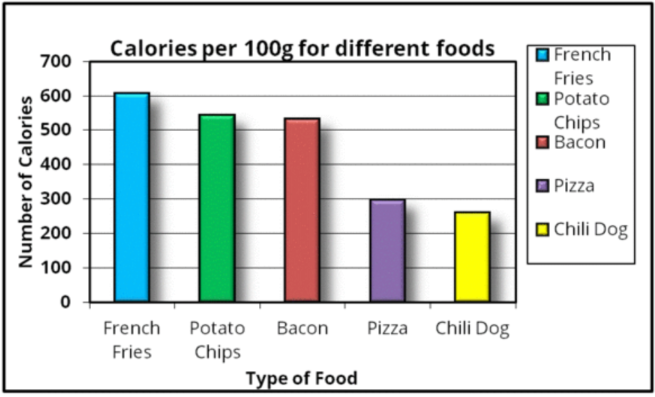 Calories per 100g for different foods
Number of Calories
700
600
500
400
300
200
100
0
French
Fries
Potato
Chips
Bacon
Pizza
Chili Dog
Type of Food
French
Fries
Potato
Chips
Bacon
Pizza
Chili Dog